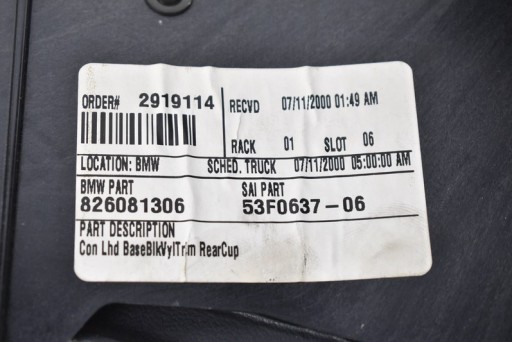 ORDER# 2919114 RECVD 07/11/2000 01:49 AM
RACK 01 SLOT 06
LOCATION: BMW SCHED. TRUCK 07/11/2000 05:00:00 AM
BMW PART SAI PART
826081306 53F0637-06
PART DESCRIPTION
Con Lhd BaseBlkVylTrim RearCup